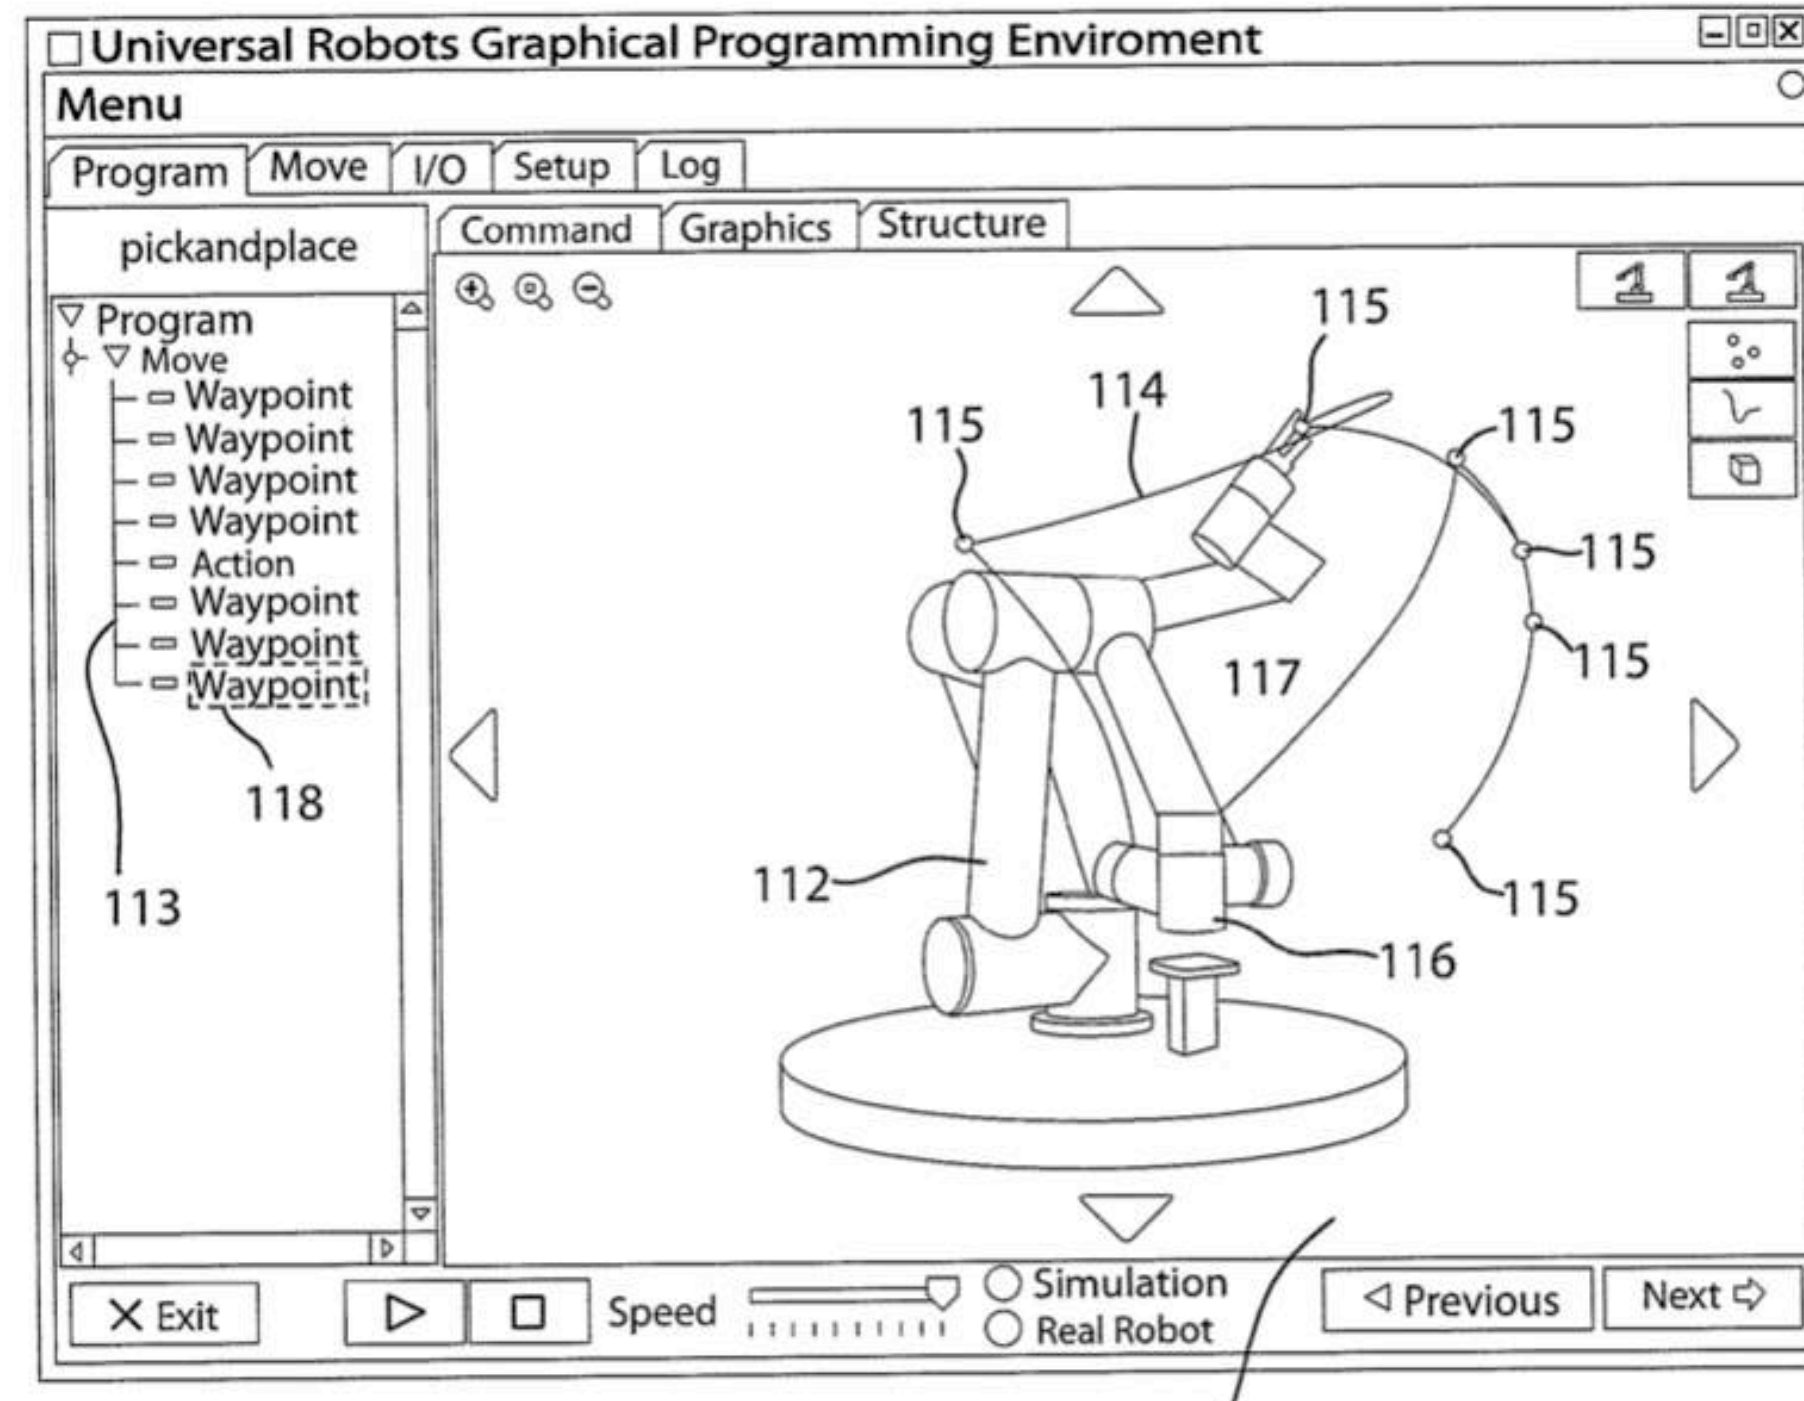 Universal Robots Graphical Programming Enviroment
Menu
Program Move I/O Setup Log
pickandplace
Command Graphics Structure
Program
Move
Waypoint
Waypoint
Waypoint
Waypoint
Action
Waypoint
Waypoint
Waypoint
118
113
115
114
115
115
115
115
117
112
115
116
X Exit
Speed
Simulation
Real Robot
Previous
Next